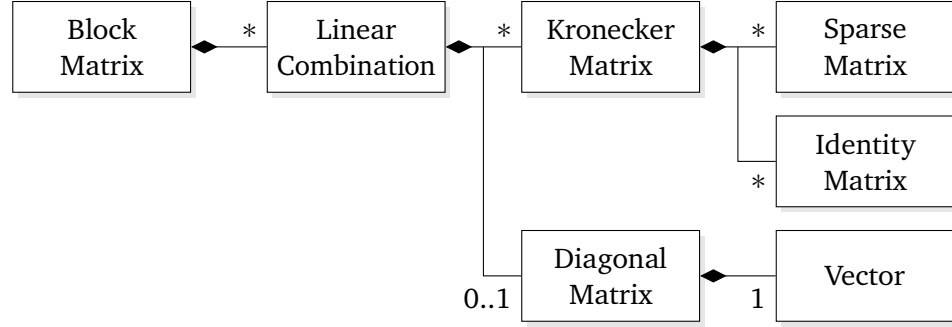 Block
Matrix
*
Linear
Combination
*
Kronecker
Matrix
*
Sparse
Matrix
Identity
Matrix
*
Diagonal
Matrix
0..1
Vector
1